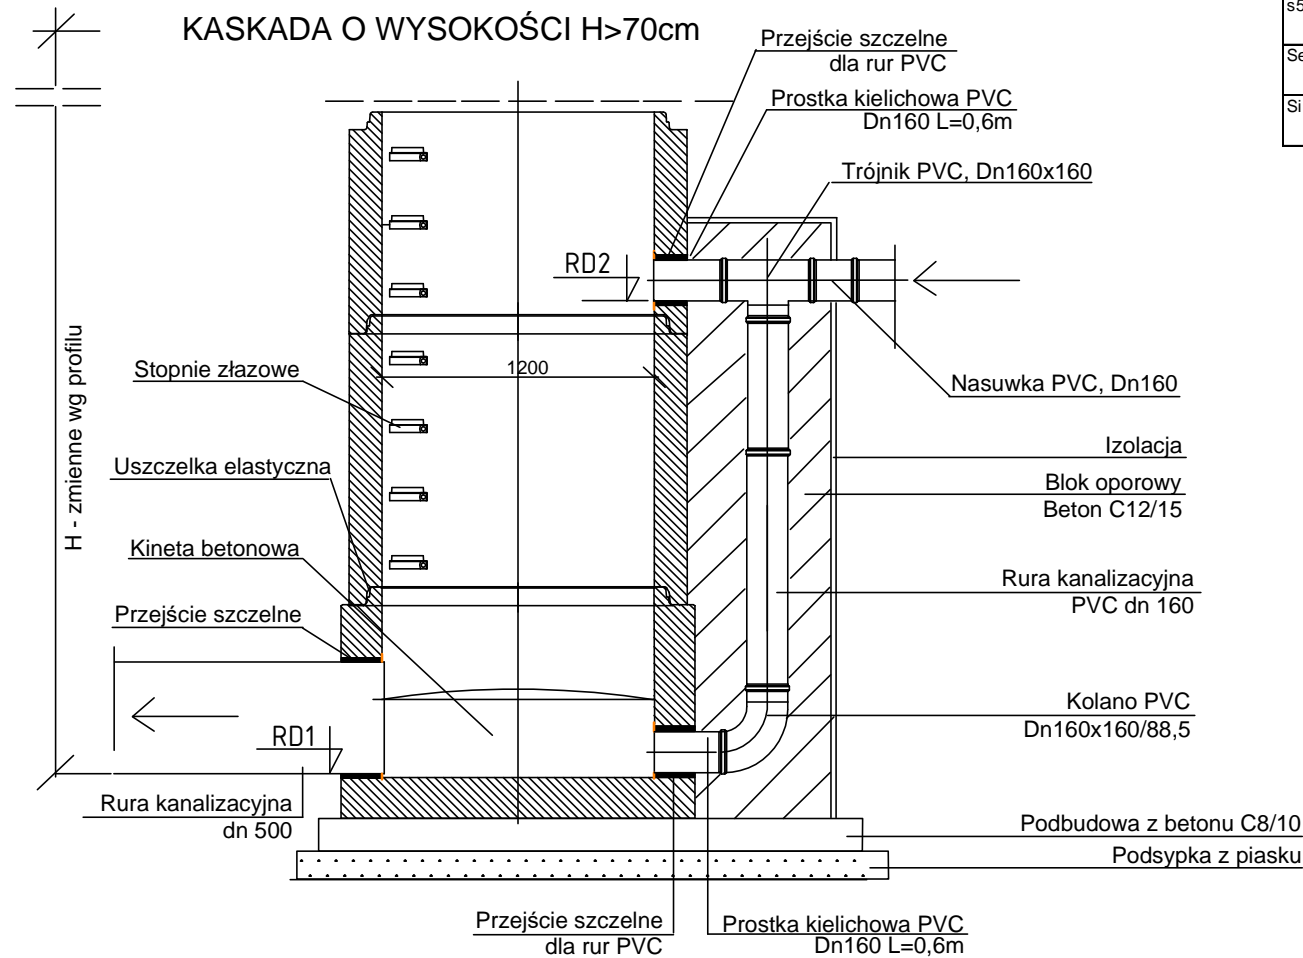 KASKADA O WYSOKOŚCI H>70cm
s5
Se
Si
Przejście szczelne
dla rur PVC
Prostka kielichowa PVC
Dn160 L=0,6m
Trójnik PVC, Dn160x160
RD2
H - zmienne wg profilu
Stopnie złazowe
1200
Nasuwka PVC, Dn160
Uszczelka elastyczna
Izolacja
Blok oporowy
Beton C12/15
Kineta betonowa
Rura kanalizacyjna
PVC dn 160
Przejście szczelne
Kolano PVC
Dn160x160/88,5
RD1
Rura kanalizacyjna
dn 500
Podbudowa z betonu C8/10
Podsypka z piasku
Przejście szczelne
dla rur PVC
Prostka kielichowa PVC
Dn160 L=0,6m